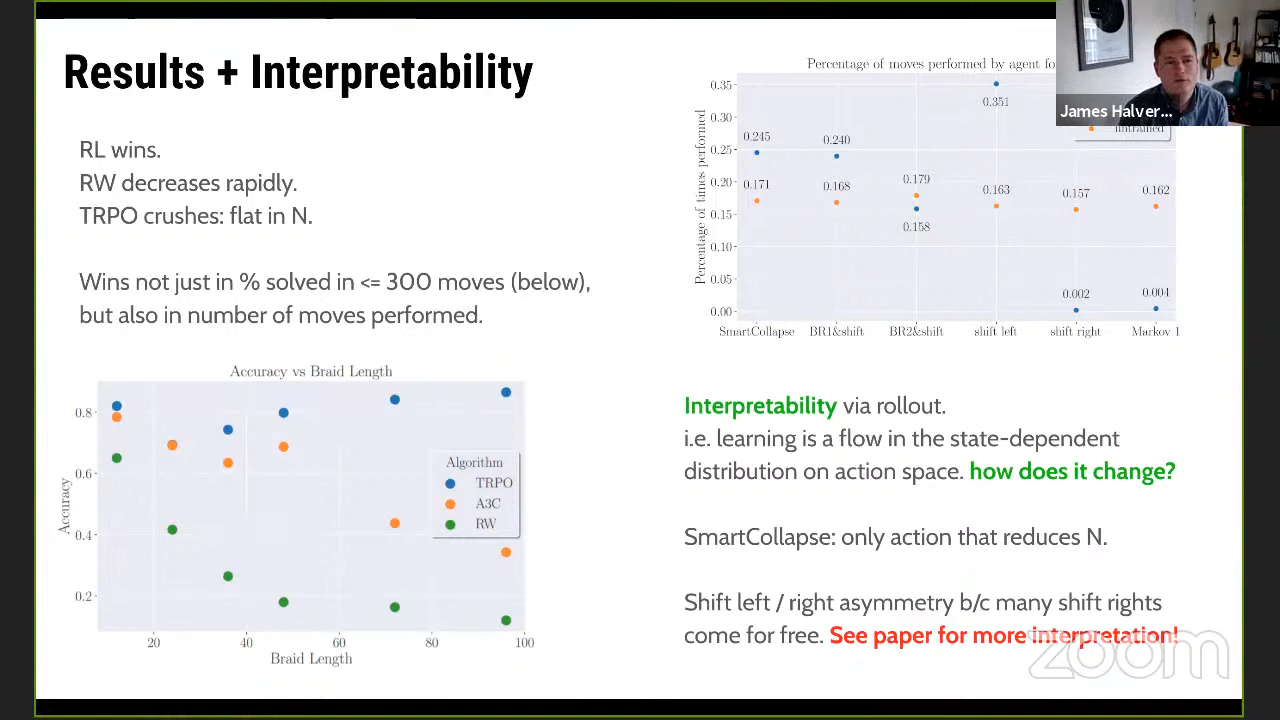 Results + Interpretability
RL wins.
RW decreases rapidly.
TRPO crushes: flat in N.
Wins not just in % solved in <= 300 moves (below),
but also in number of moves performed.
Accuracy vs Braid Length
Accuracy
0.8
0.6
0.4
0.2
20 40 60 80 100
Braid Length
Algorithm
TRPO
A3C
RW
Percentage of moves performed by agent fo
Percentage of times performed
0.35
0.30
0.25
0.20
0.15
0.10
0.05
0.00
0.351
0.245
0.240
0.171
0.168
0.179
0.163
0.157
0.162
0.158
0.002
0.004
SmartCollapse BR1&shift BR2&shift shift left shift right Markov 1
untrained
James Halver...
Interpretability via rollout.
i.e. learning is a flow in the state-dependent
distribution on action space. how does it change?
SmartCollapse: only action that reduces N.
Shift left / right asymmetry b/c many shift rights
come for free. See paper for more interpretation!
zoom